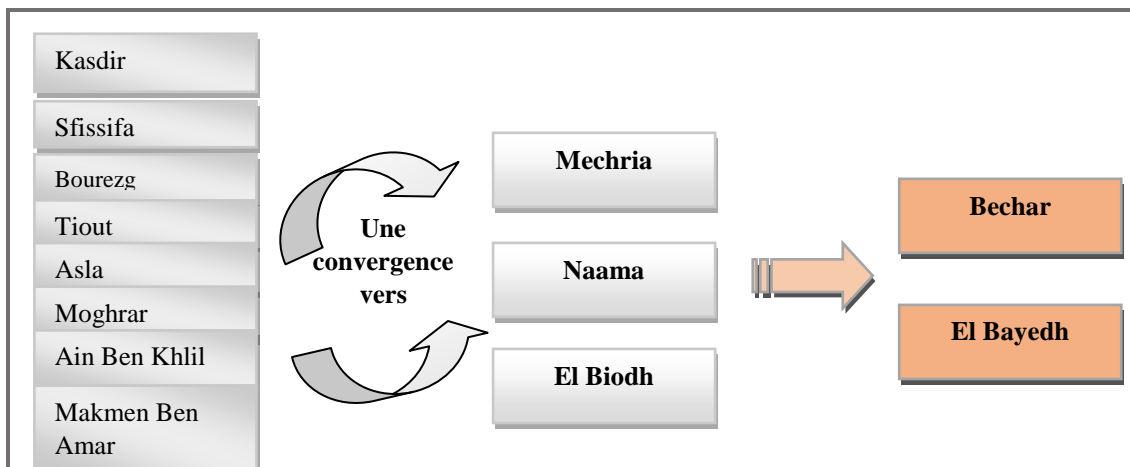 Kasdir
Sfissifa
Bourezg
Tiout
Asla
Moghrar
Ain Ben Khlil
Makmen Ben
Amar
Une
convergence
vers
Mechria
Naama
El Biodh
Bechar
El Bayedh